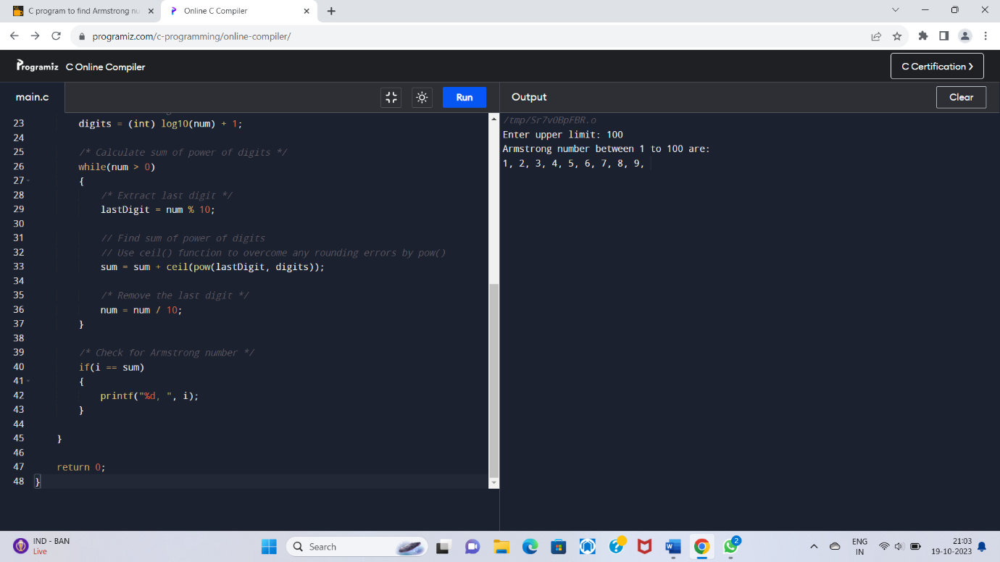 C program to find Armstrong nu
Online C Compiler
programiz.com/c-programming/online-compiler/
Programiz C Online Compiler
C Certification
main.c
Run
Output
Clear
23 digits = (int) log10(num) + 1;
24
25 /* Calculate sum of power of digits */
26 while(num > 0)
27 {
28 /* Extract last digit */
29 lastDigit = num % 10;
30
31 // Find sum of power of digits
32 // Use ceil() function to overcome any rounding errors by pow()
33 sum = sum + ceil(pow(lastDigit, digits));
34
35 /* Remove the last digit */
36 num = num / 10;
37 }
38
39 /* Check for Armstrong number */
40 if(i == sum)
41 {
42 printf("%d, ", i);
43 }
44
45 }
46
47 return 0;
48 }
/tmp/Sr7vOBpFBR.o
Enter upper limit: 100
Armstrong number between 1 to 100 are:
1, 2, 3, 4, 5, 6, 7, 8, 9,
IND - BAN
Live
Search
W
2
ENG
IN
21:03
19-10-2023